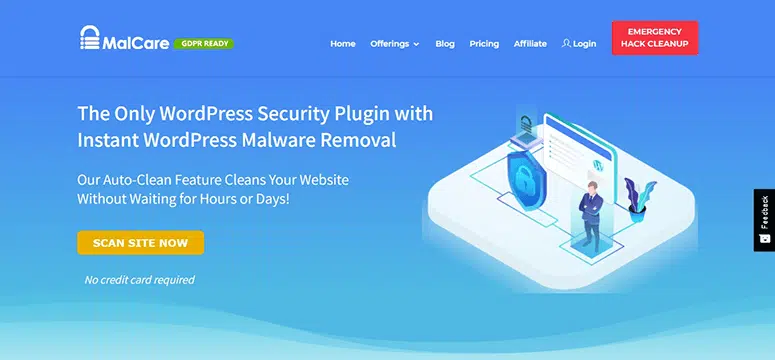 MalCare GDPR READY
Home Offerings Blog Pricing Affiliate Login
EMERGENCY
HACK CLEANUP
The Only WordPress Security Plugin with
Instant WordPress Malware Removal
Our Auto-Clean Feature Cleans Your Website
Without Waiting for Hours or Days!
SCAN SITE NOW
No credit card required
Feedback